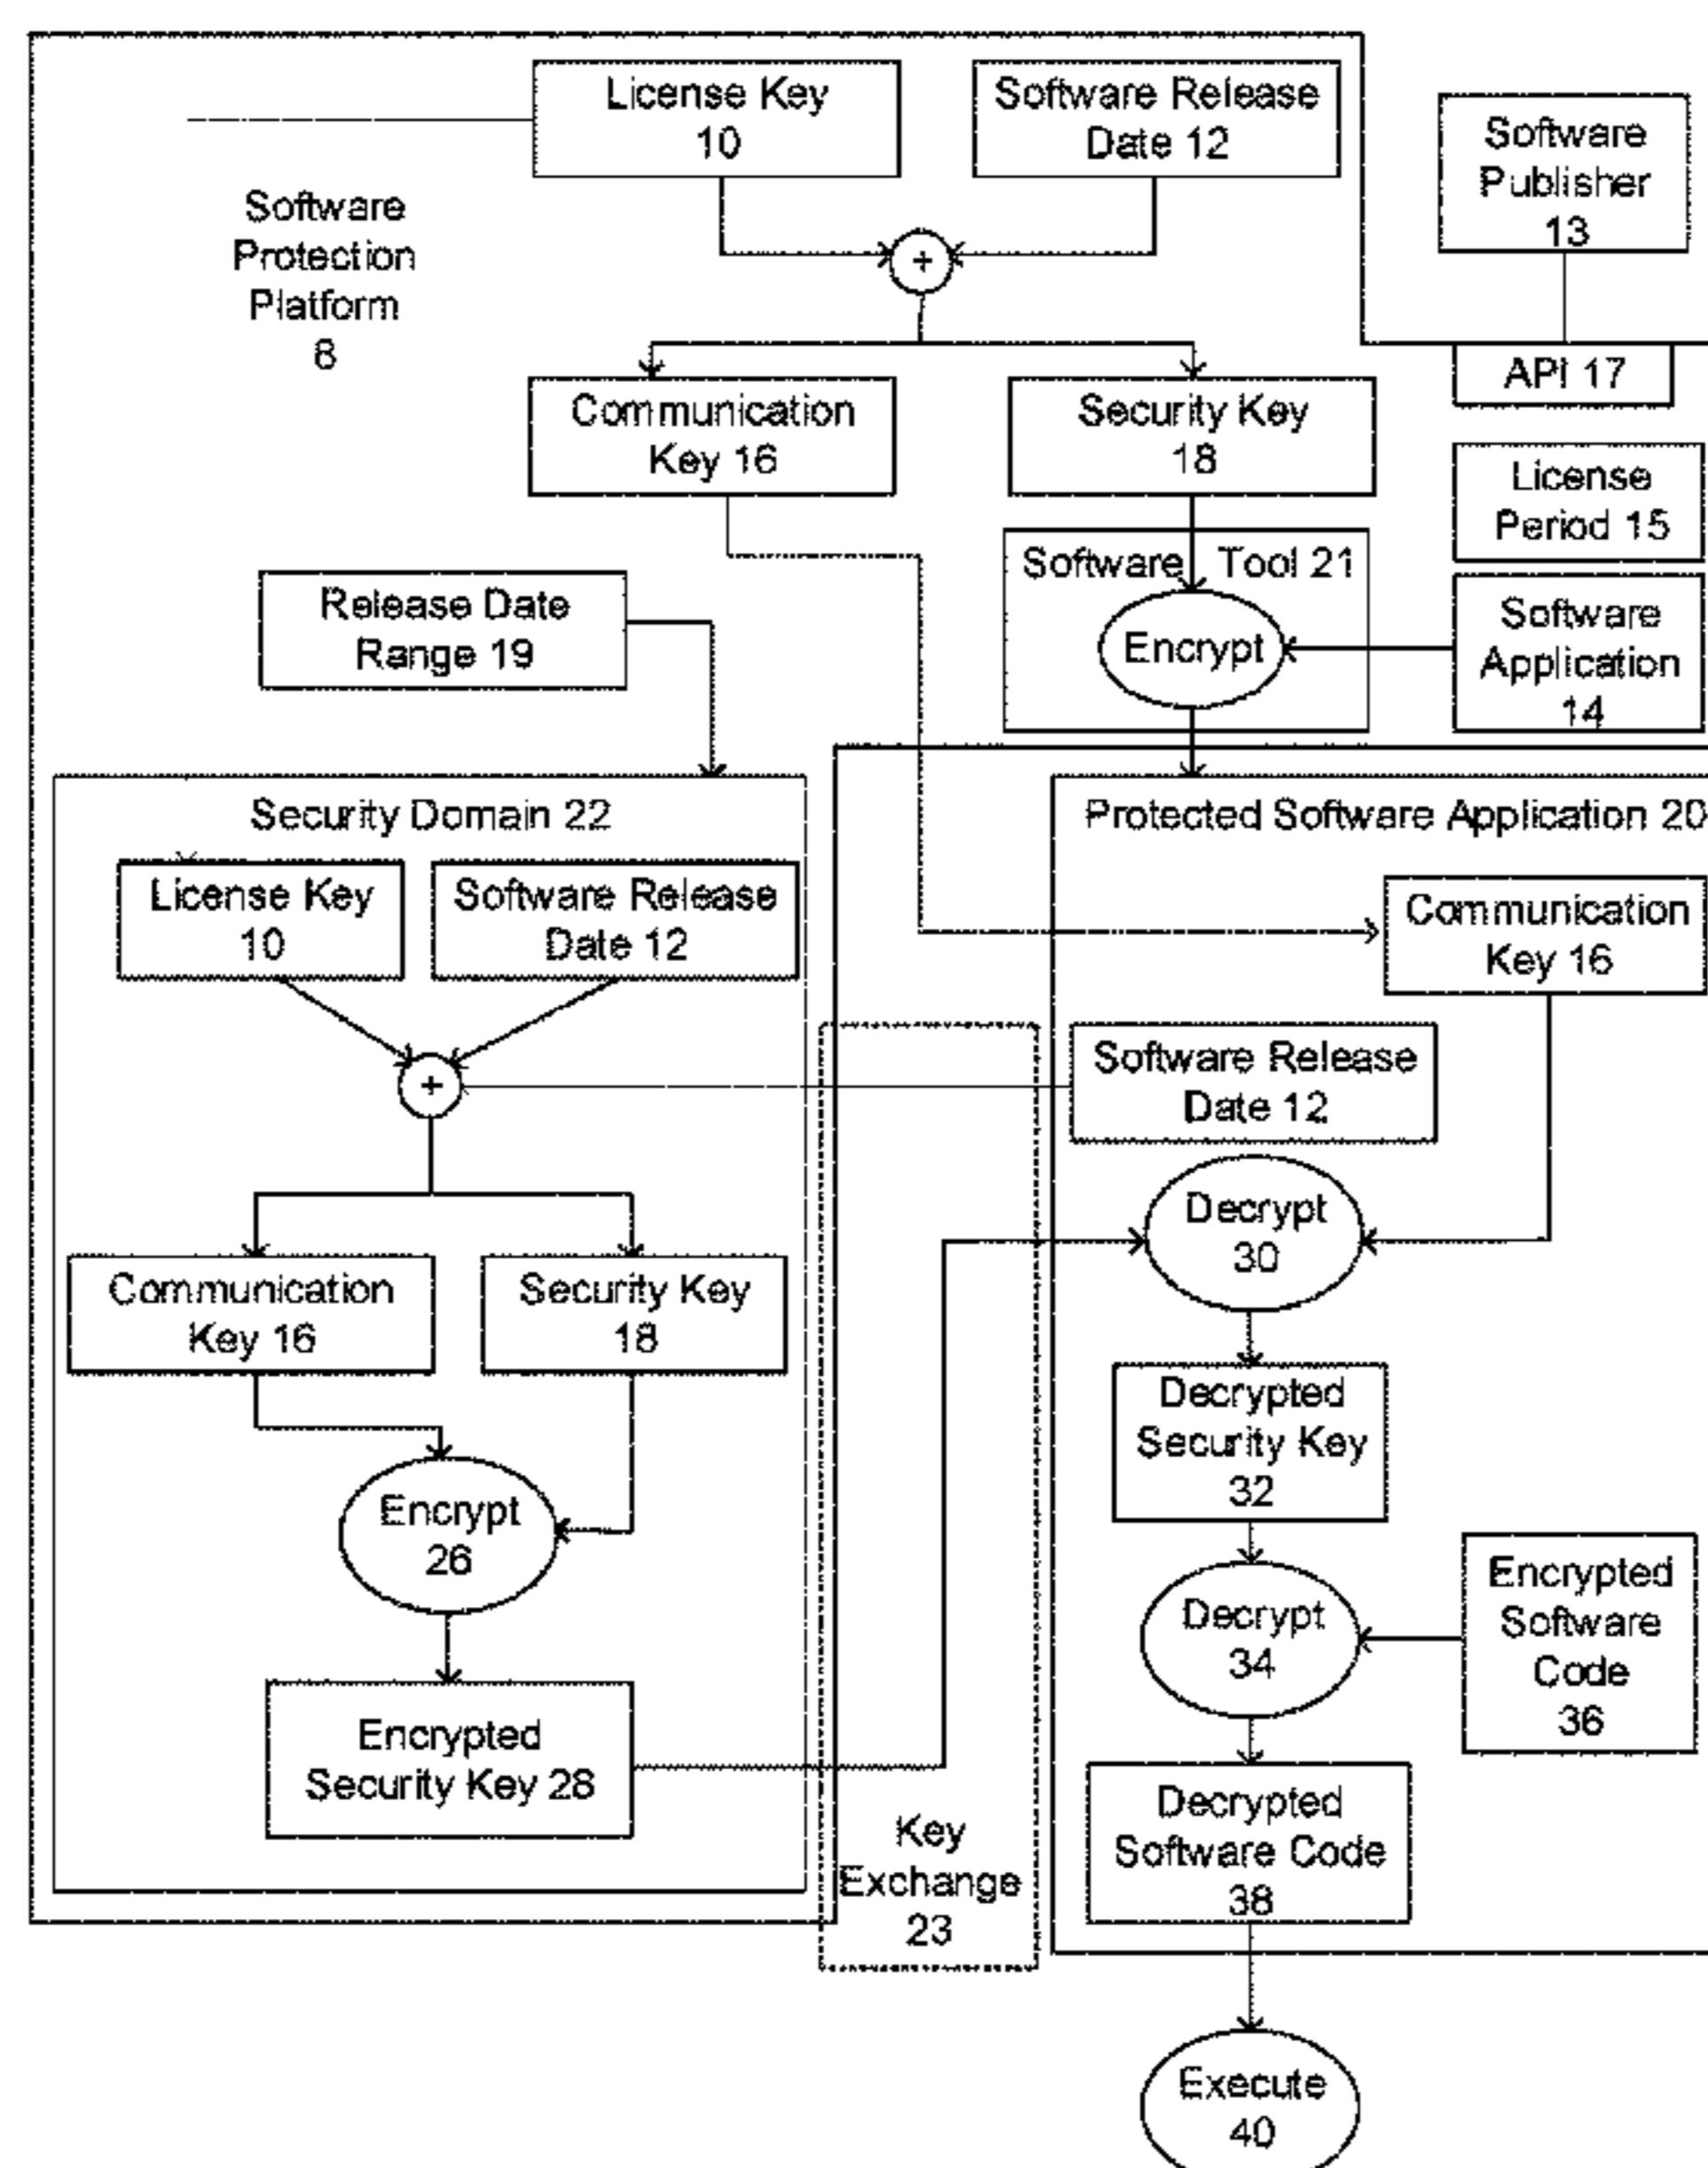 License Key
10
Software Release
Date 12
Software
Publisher
13
Software
Protection
Platform
8
+
API 17
Communication
Key 16
Security Key
18
License
Period 15
Software Tool 21
Encrypt
Software
Application
14
Release Date
Range 19
Security Domain 22
Protected Software Application 20
License Key
10
Software Release
Date 12
Communication
Key 16
Software Release
Date 12
+
Decrypt
30
Communication
Key 16
Security Key
18
Decrypted
Security Key
32
Encrypt
26
Encrypted
Software
Code
36
Decrypt
34
Encrypted
Security Key 28
Decrypted
Software Code
38
Key
Exchange
23
Execute
40